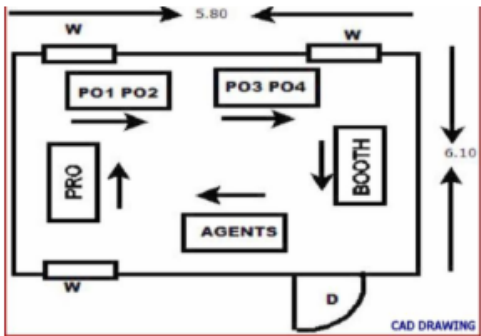 5.80
W
W
PO1 PO2
PO3 PO4
6.10
PRO
BOOTH
AGENTS
W
D
CAD DRAWING